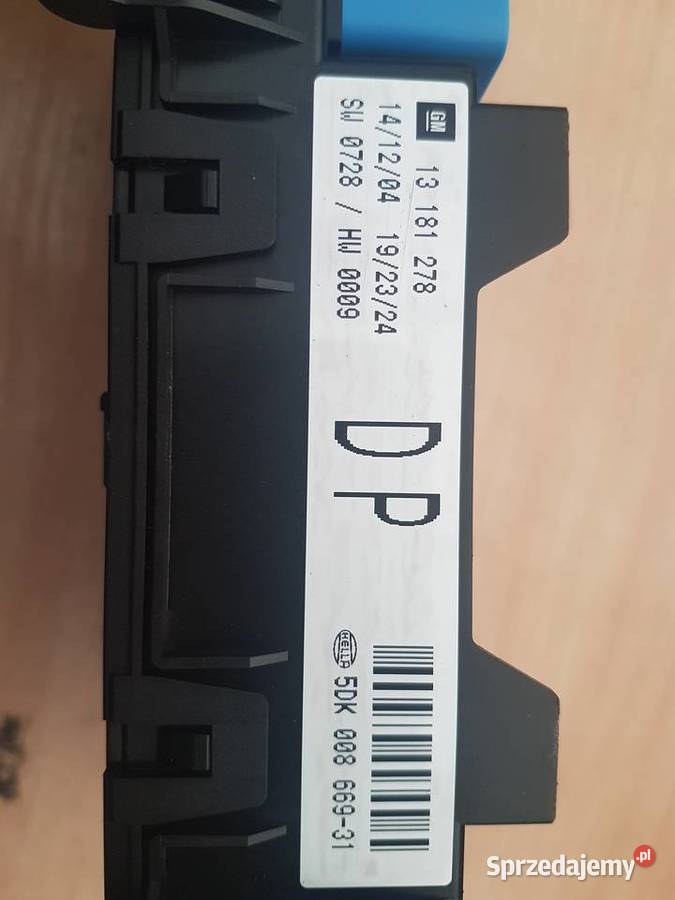 GM 13 181 278
14/12/04 19/23/24
SW 0728 / HW 0009
DP
HELLA 5DK 008 669-31
Sprzedajemy.pl